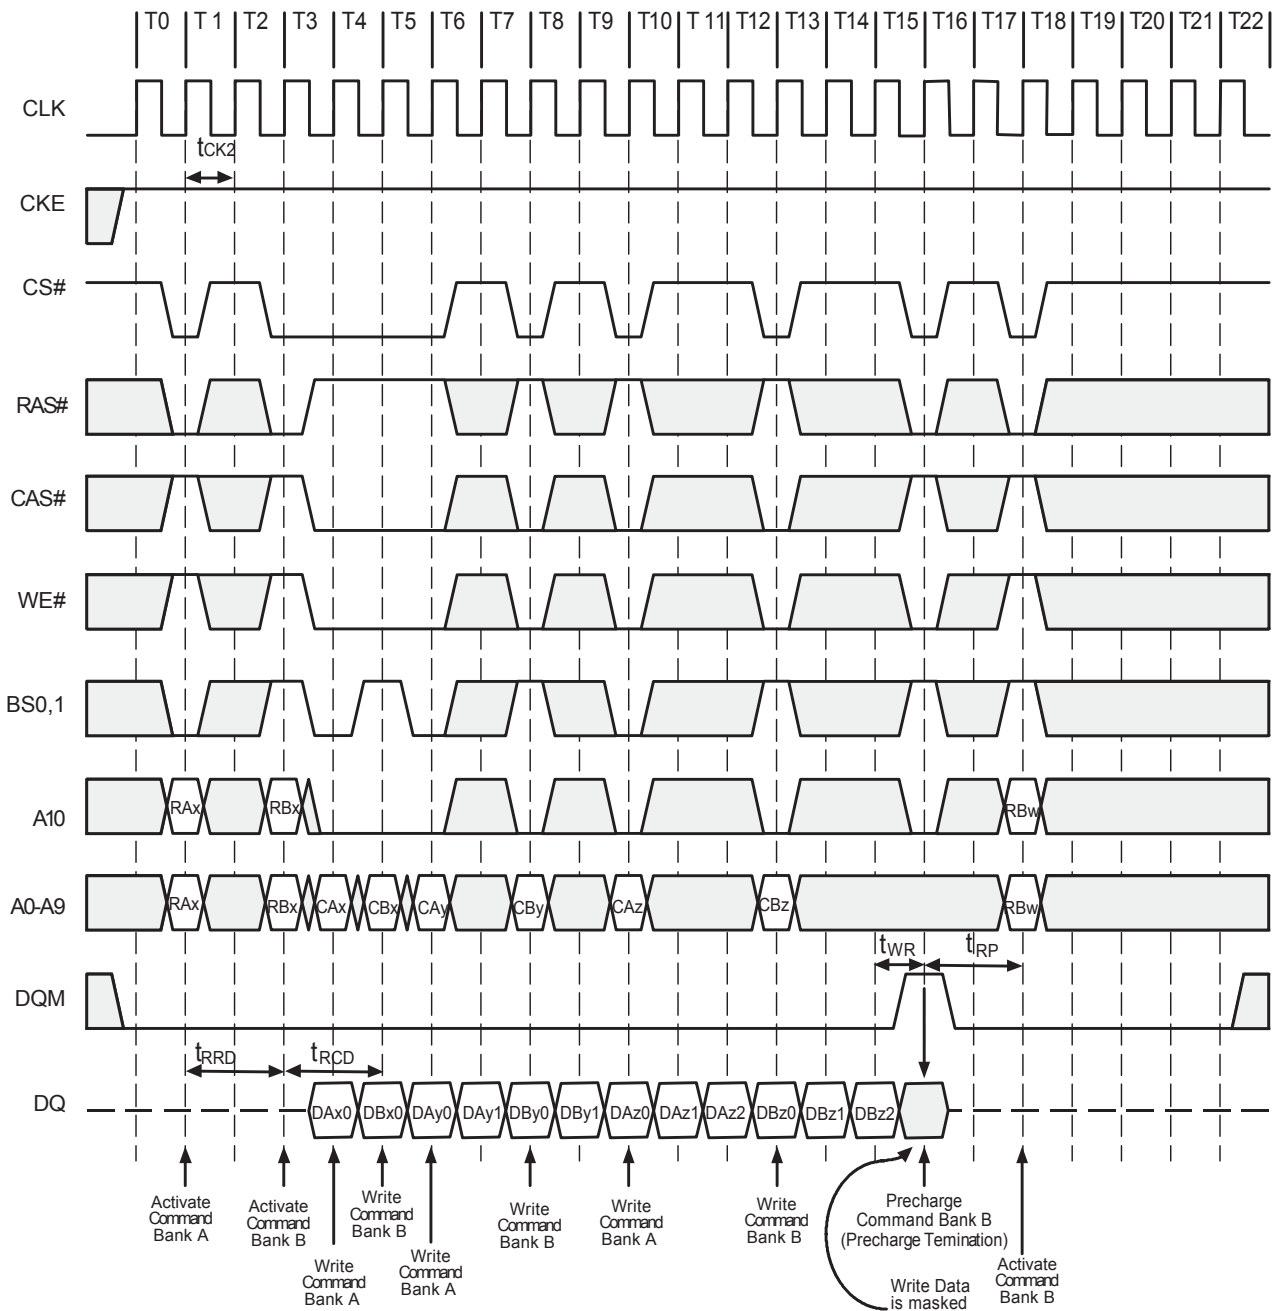 T0 T 1 T2 T3 T4 T5 T6 T7 T8 T9 T10 T 11 T12 T13 T14 T15 T16 T17 T18 T19 T20 T21 T22
CLK
tCK2
CKE
CS#
RAS#
CAS#
WE#
BS0,1
A10 RAx RBx RBw
A0-A9 RAx RBx CAx CBx CAy CBy CAz CBz RBw
tWR tRP
DQM
tRRD tRCD
DQ DAx0 DBx0 DAy0 DAy1 DBy0 DBy1 DAz0 DAz1 DAz2 DBz0 DBz1 DBz2
Activate
Command
Bank A
Activate
Command
Bank B
Write
Command
Bank A
Write
Command
Bank B
Write
Command
Bank A
Write
Command
Bank B
Write
Command
Bank A
Write
Command
Bank B
Precharge
Command Bank B
(Precharge Temination)
Write Data
is masked
Activate
Command
Bank B